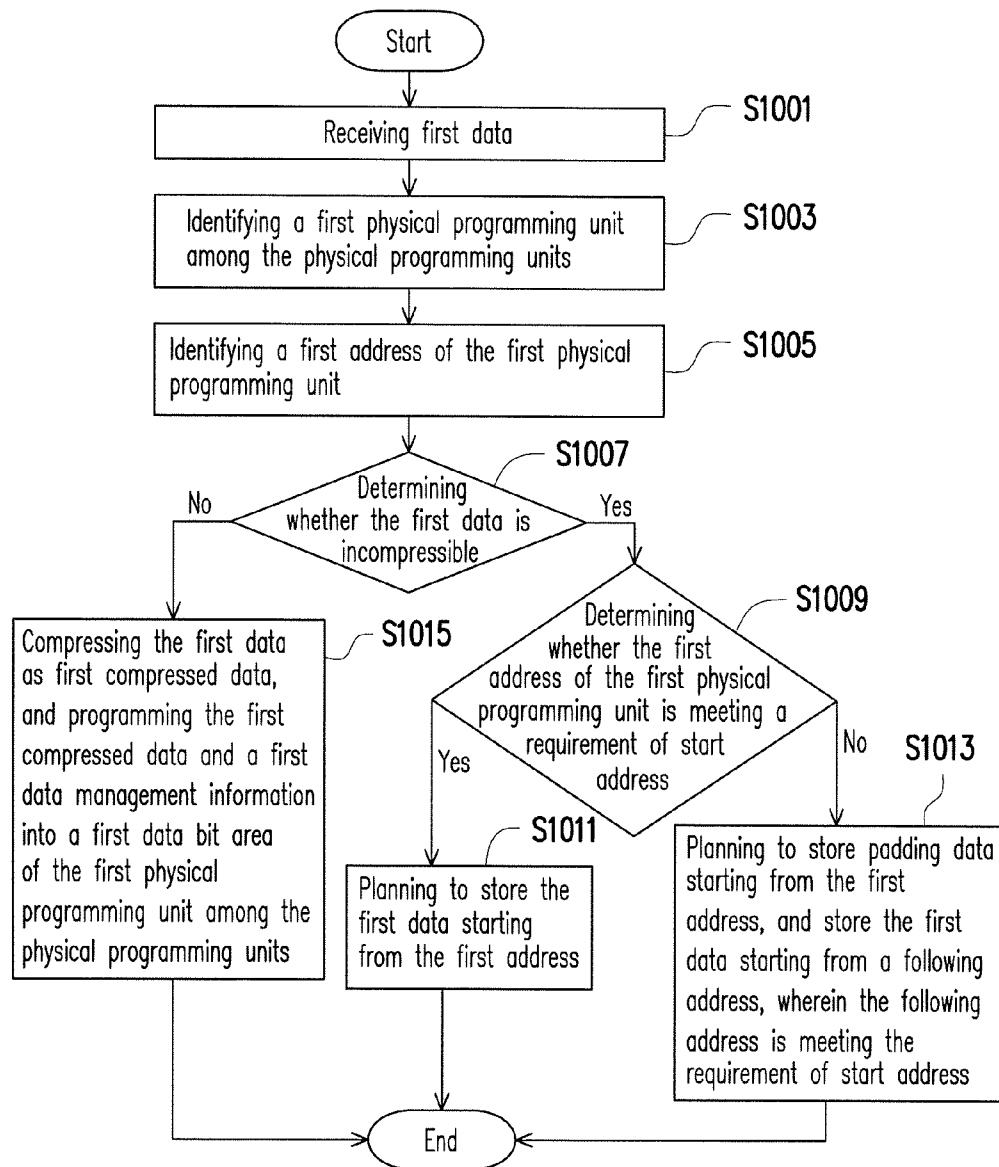 Start
S1001
Receiving first data
S1003
Identifying a first physical programming unit
among the physical programming units
S1005
Identifying a first address of the first physical
programming unit
S1007
No
Determining
whether the first data is
incompressible
Yes
S1009
Determining
whether the first
address of the first physical
programming unit is meeting a
requirement of start
address
S1015
Compressing the first data
as first compressed data,
and programming the first
compressed data and a first
data management information
into a first data bit area
of the first physical
programming unit among the
physical programming units
Yes
S1011
Planning to store the
first data starting
from the first address
No
S1013
Planning to store padding data
starting from the first
address, and store the first
data starting from a following
address, wherein the following
address is meeting the
requirement of start address
End